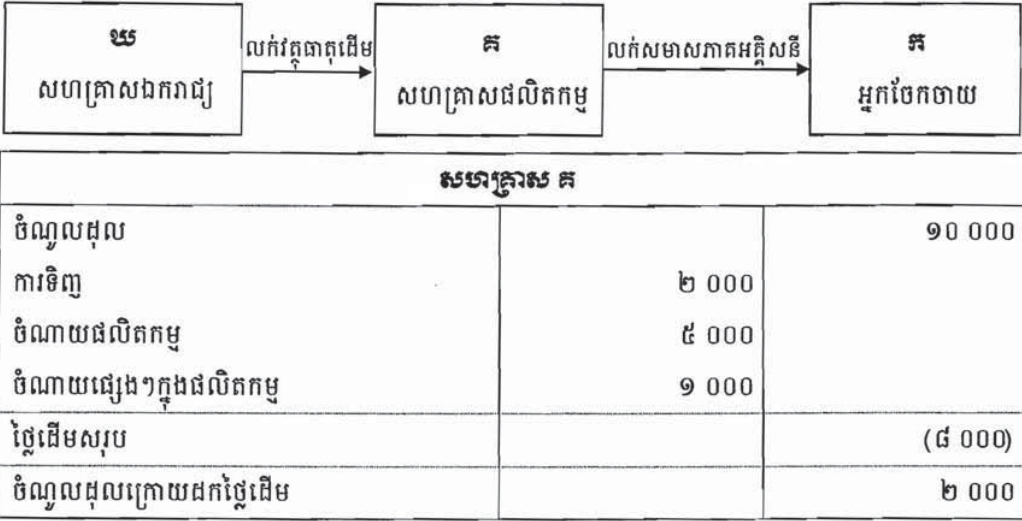 ឃ
សហគ្រាសឯករាជ្យ
លក់វត្ថុធាតុដើម
គ
សហគ្រាសផលិតកម្ម
លក់សមាសភាគអគ្គិសនី
ក
អ្នកចែកចាយ
សហគ្រាស គ
ចំណូលដុល ១០ ០០០
ការទិញ ២ ០០០
ចំណាយផលិតកម្ម ៥ ០០០
ចំណាយផ្សេងៗក្នុងផលិតកម្ម ១ ០០០
ថ្លៃដើមសរុប (៨ ០០០)
ចំណូលដុលក្រោយដកថ្លៃដើម ២ ០០០